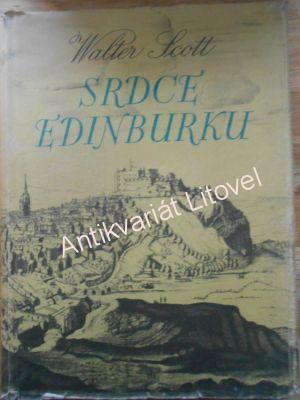 Walter Scott
SRDCE
EDINBURKU
Antikvariát Litovel